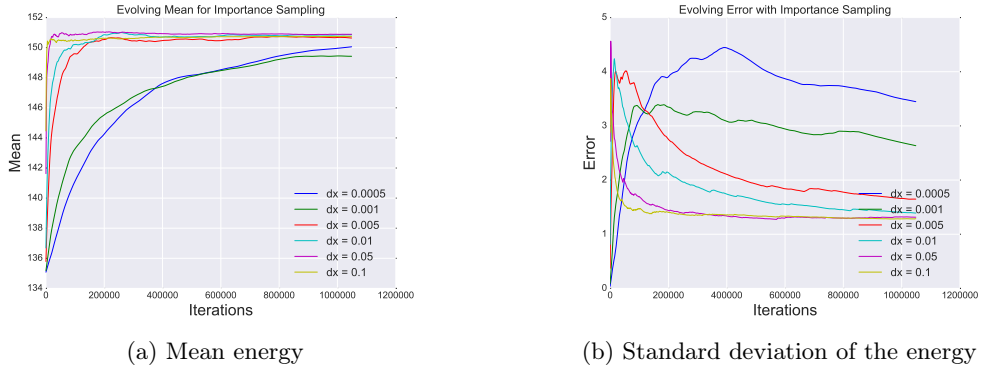 Evolving Mean for Importance Sampling
152
150
148
146
144
142
140
138
136
134
Mean
0 200000 400000 600000 800000 1000000 1200000
Iterations
dx = 0.0005
dx = 0.001
dx = 0.005
dx = 0.01
dx = 0.05
dx = 0.1
(a) Mean energy
Evolving Error with Importance Sampling
5
4
3
2
1
0
Error
0 200000 400000 600000 800000 1000000 1200000
Iterations
dx = 0.0005
dx = 0.001
dx = 0.005
dx = 0.01
dx = 0.05
dx = 0.1
(b) Standard deviation of the energy